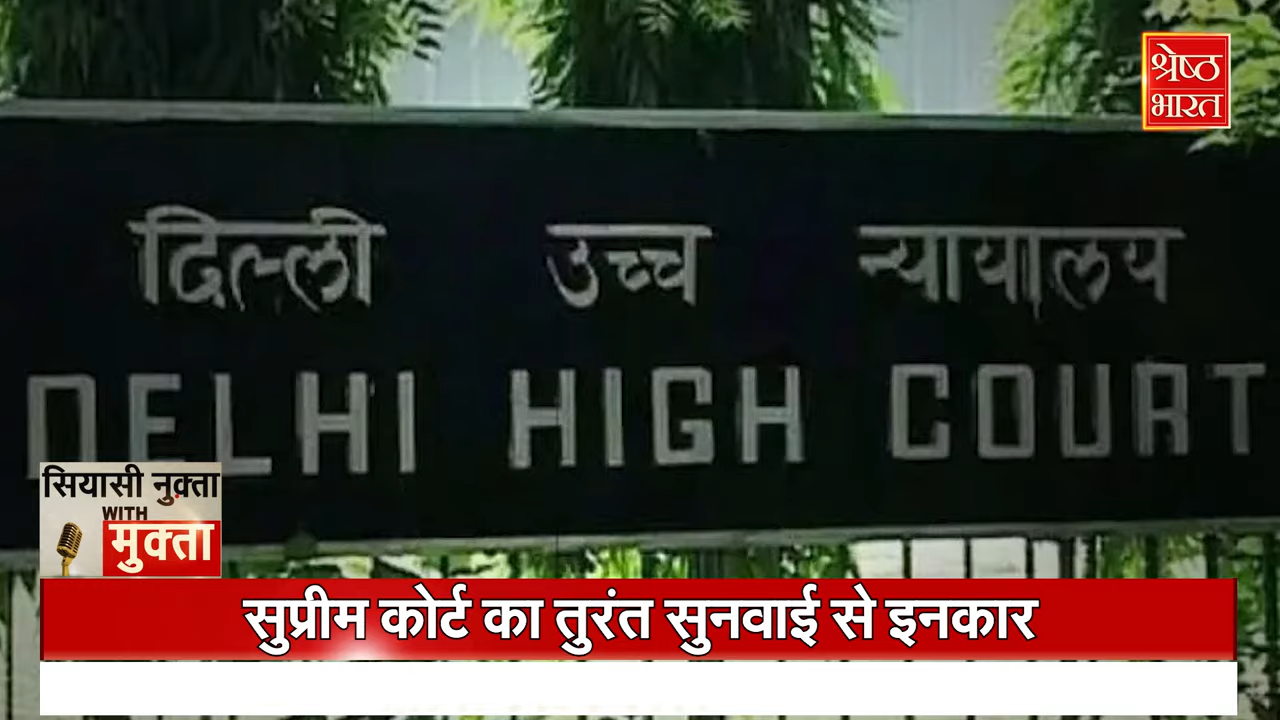 श्रेष्ठ
भारत
दिल्ली उच्च न्यायालय
DELHI HIGH COURT
सियासी नुक़्ता
WITH
मुक्ता
सुप्रीम कोर्ट का तुरंत सुनवाई से इनकार